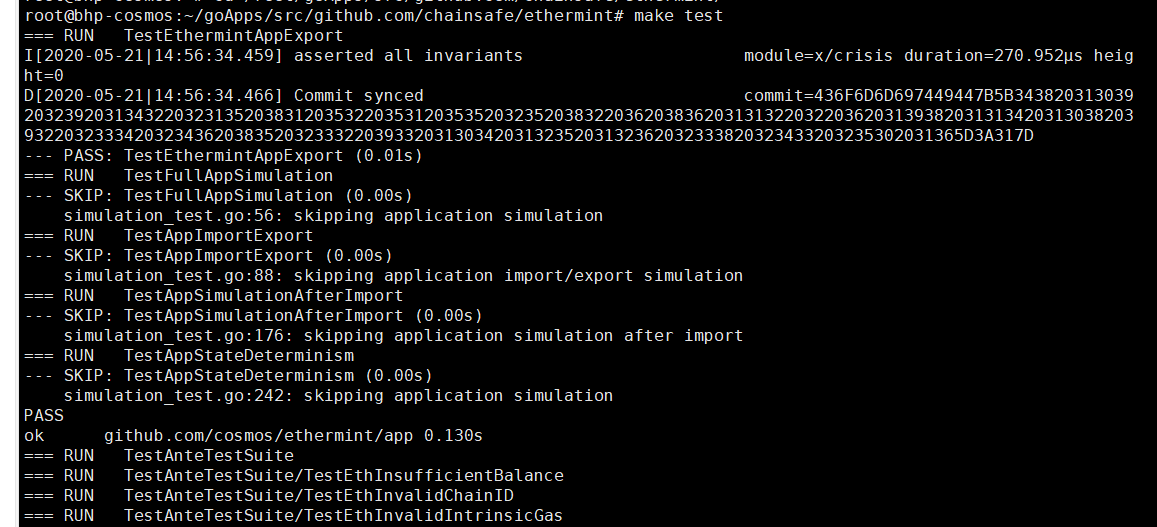 root@bhp-cosmos:~/goApps/src/github.com/chainsafe/ethermint# make test
=== RUN   TestEthermintAppExport
I[2020-05-21|14:56:34.459] asserted all invariants                      module=x/crisis duration=270.952µs heig
ht=0
D[2020-05-21|14:56:34.466] Commit synced                                commit=436F6D6D697449447B5B343820313039
20323920313432203231352038312035322035312035352032352038322036203836203131322032203620313938203131342031303820 3
932203233342032343620382035203233322039332031303420313235203132362032333820323433203235302031365D3A317D
--- PASS: TestEthermintAppExport (0.01s)
=== RUN   TestFullAppSimulation
--- SKIP: TestFullAppSimulation (0.00s)
    simulation_test.go:56: skipping application simulation
=== RUN   TestAppImportExport
--- SKIP: TestAppImportExport (0.00s)
    simulation_test.go:88: skipping application import/export simulation
=== RUN   TestAppSimulationAfterImport
--- SKIP: TestAppSimulationAfterImport (0.00s)
    simulation_test.go:176: skipping application simulation after import
=== RUN   TestAppStateDeterminism
--- SKIP: TestAppStateDeterminism (0.00s)
    simulation_test.go:242: skipping application simulation
PASS
ok      github.com/cosmos/ethermint/app 0.130s
=== RUN   TestAnteTestSuite
=== RUN   TestAnteTestSuite/TestEthInsufficientBalance
=== RUN   TestAnteTestSuite/TestEthInvalidChainID
=== RUN   TestAnteTestSuite/TestEthInvalidIntrinsicGas